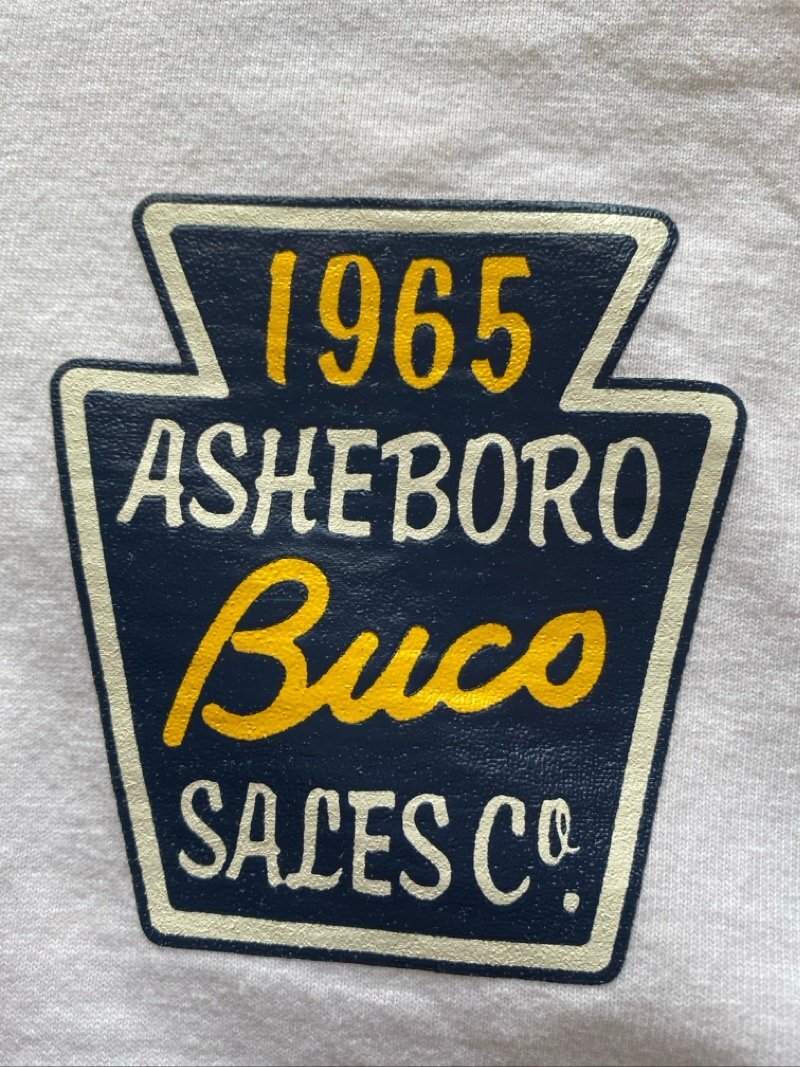 1965
ASHEBORO
Buco
SALES Co.